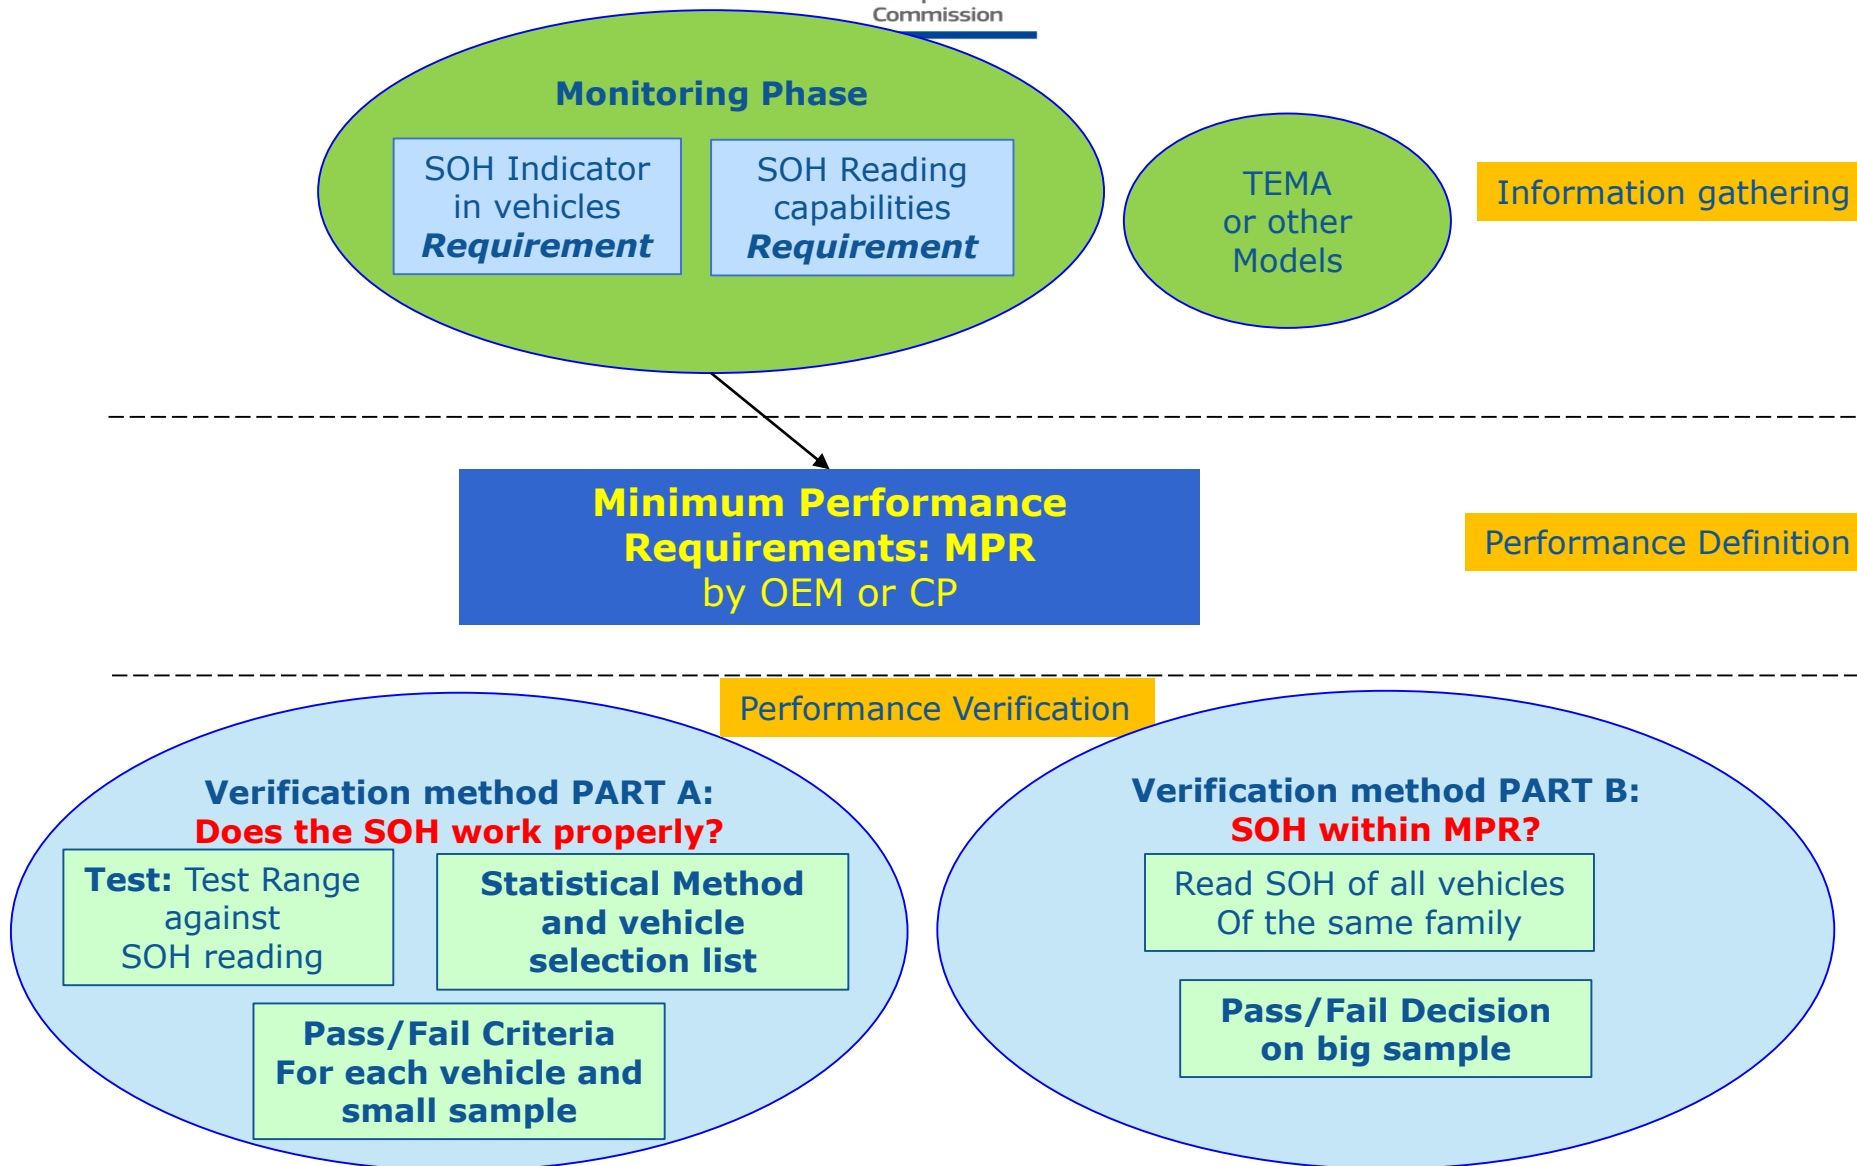 Commission
Monitoring Phase
SOH Indicator
in vehicles
Requirement
SOH Reading
capabilities
Requirement
TEMA
or other
Models
Information gathering
Minimum Performance
Requirements: MPR
by OEM or CP
Performance Definition
Performance Verification
Verification method PART A:
Does the SOH work properly?
Test: Test Range
against
SOH reading
Statistical Method
and vehicle
selection list
Pass/Fail Criteria
For each vehicle and
small sample
Verification method PART B:
SOH within MPR?
Read SOH of all vehicles
Of the same family
Pass/Fail Decision
on big sample